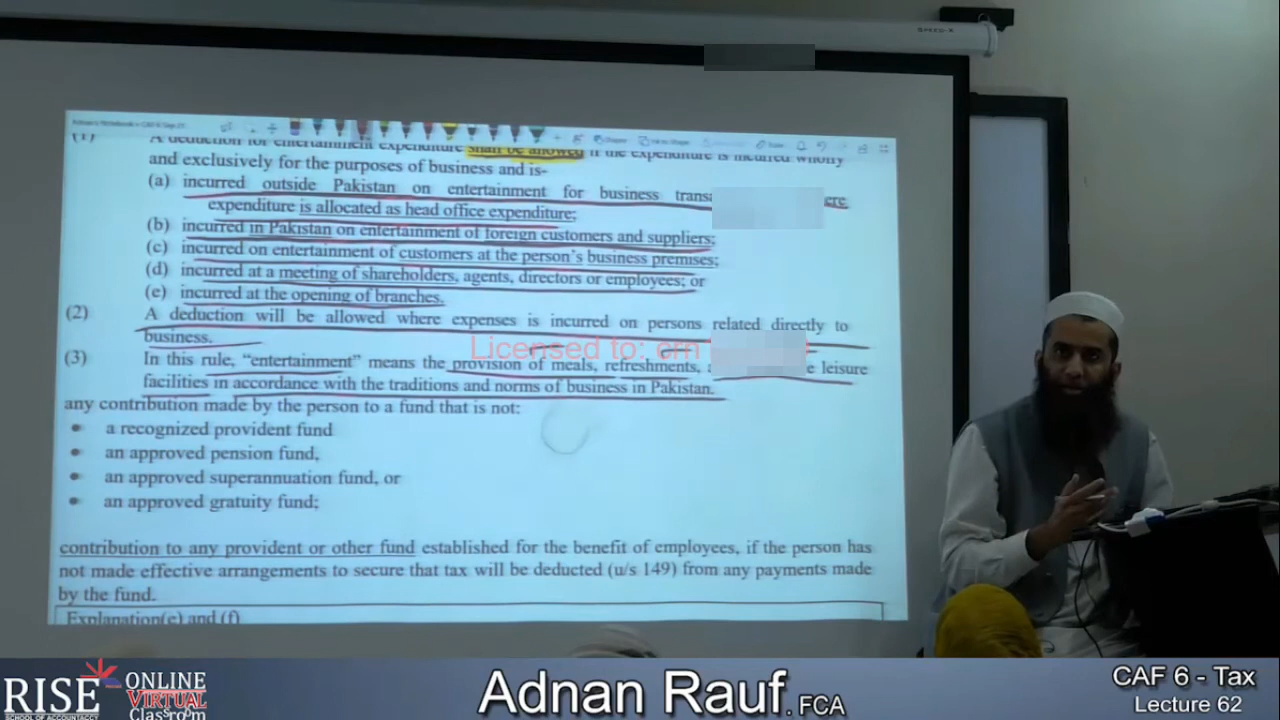 (1) A deduction for entertainment expenditure shall be allowed if the expenditure is incurred wholly
and exclusively for the purposes of business and is-
(a) incurred outside Pakistan on entertainment for business
expenditure is allocated as head office expenditure;
(b) incurred in Pakistan on entertainment of foreign customers and suppliers;
(c) incurred on entertainment of customers at the person's business premises;
(d) incurred at a meeting of shareholders, agents, directors or employees; or
(e) incurred at the opening of branches.
(2) A deduction will be allowed where expenses is incurred on persons related directly to
business.
Licensed to:
(3) In this rule, "entertainment" means the provision of meals, refreshments, leisure
facilities in accordance with the traditions and norms of business in Pakistan.
any contribution made by the person to a fund that is not:
• a recognized provident fund
• an approved pension fund,
• an approved superannuation fund, or
• an approved gratuity fund;
contribution to any provident or other fund established for the benefit of employees, if the person has
not made effective arrangements to secure that tax will be deducted (u/s 149) from any payments made
by the fund.
Explanation(e) and (f)
RISE
SCHOOL OF ACCOUNTANCY
ONLINE
VIRTUAL
Classroom
Adnan Rauf. FCA
CAF 6 - Tax
Lecture 62